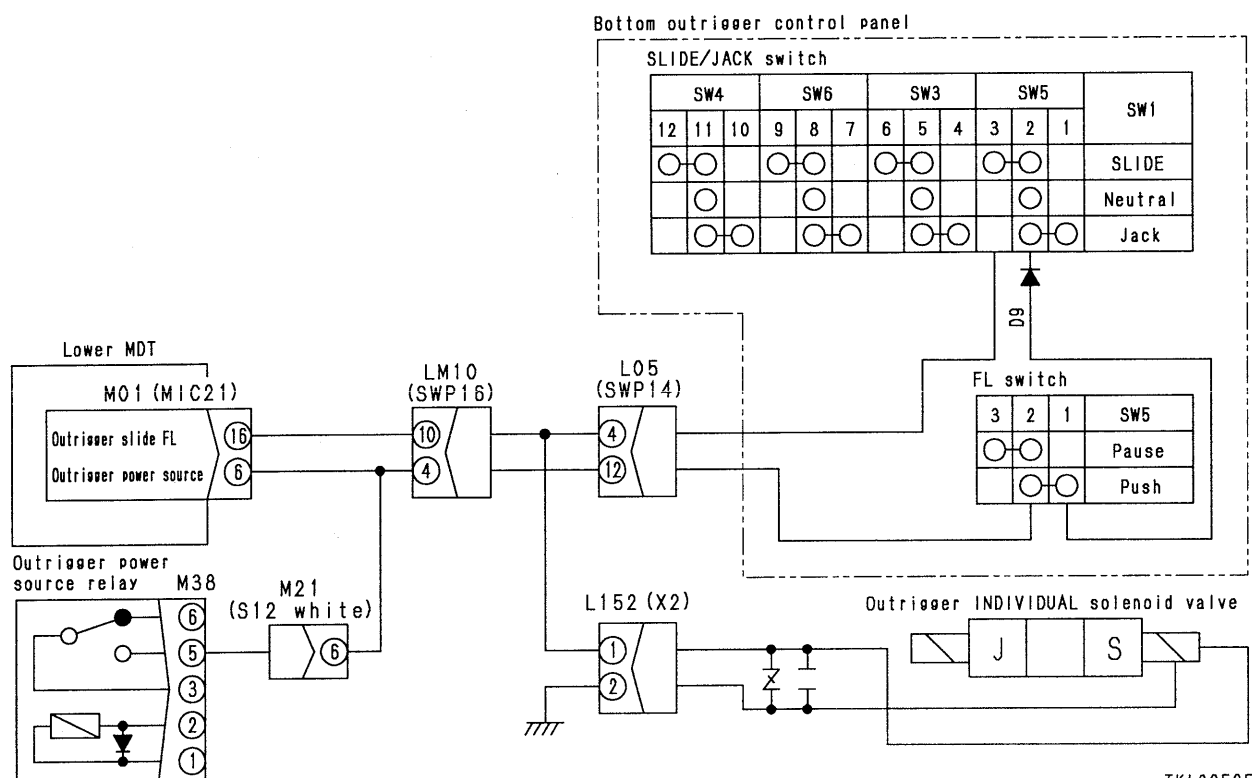 Bottom outrigger control panel
SLIDE/JACK switch
SW4 SW6 SW3 SW5 SW1
12 11 10 9 8 7 6 5 4 3 2 1
SLIDE
Neutral
Jack
D9
Lower MDT
M01 (MIC21)
Outrigger slide FL 16
Outrigger power source 6
LM10
(SWP16)
10
4
L05
(SWP14)
4
12
FL switch
3 2 1 SW5
Pause
Push
Outrigger power
source relay
M38
6
5
3
2
1
M21
(S12 white)
6
L152 (X2)
1
2
Outrigger INDIVIDUAL solenoid valve
J S